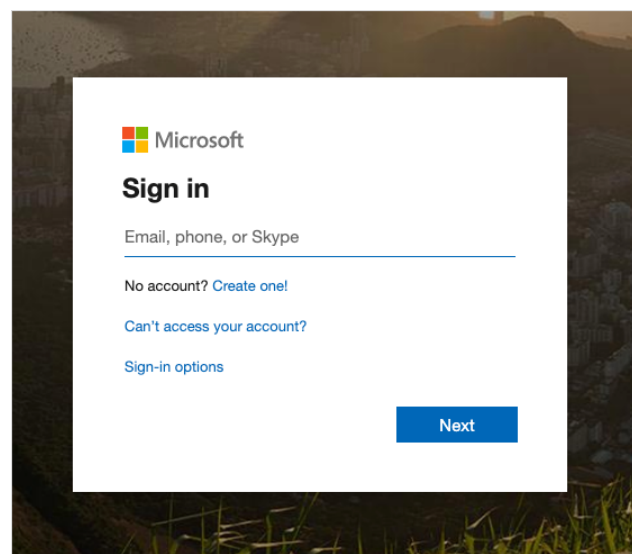 Microsoft
Sign in
Email, phone, or Skype
No account? Create one!
Can't access your account?
Sign-in options
Next